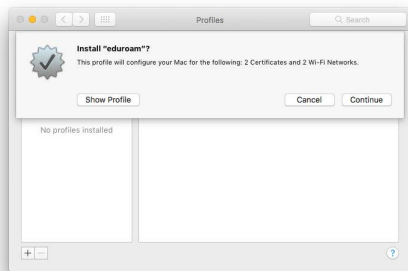 Profiles
Search
Install “eduroam”?
This profile will configure your Mac for the following: 2 Certificates and 2 Wi-Fi Networks.
Show Profile
Cancel
Continue
No profiles installed
+
−
?